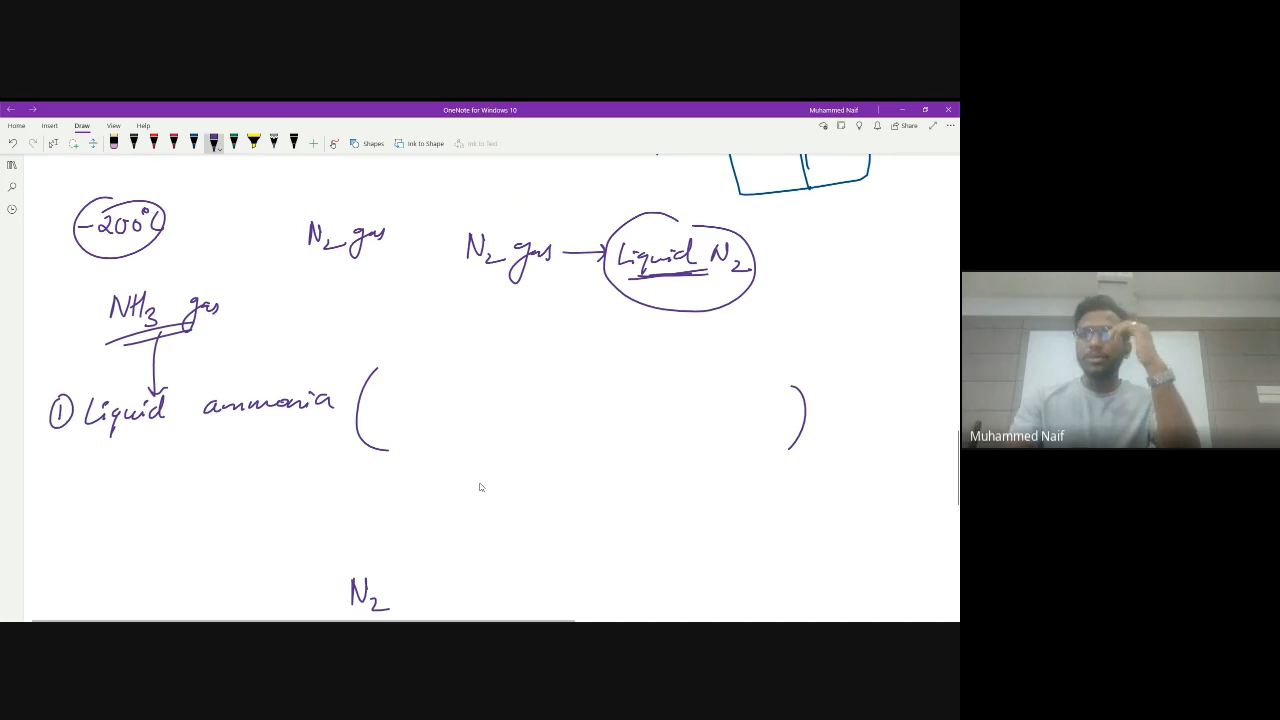 OneNote for Windows 10
Muhammed Naif
Home Insert Draw View Help
Shapes Ink to Shape Ink to Text Share
-200°C
N2 gas
N2 gas → Liquid N2
NH3 gas
① Liquid ammonia ( )
N2
Muhammed Naif